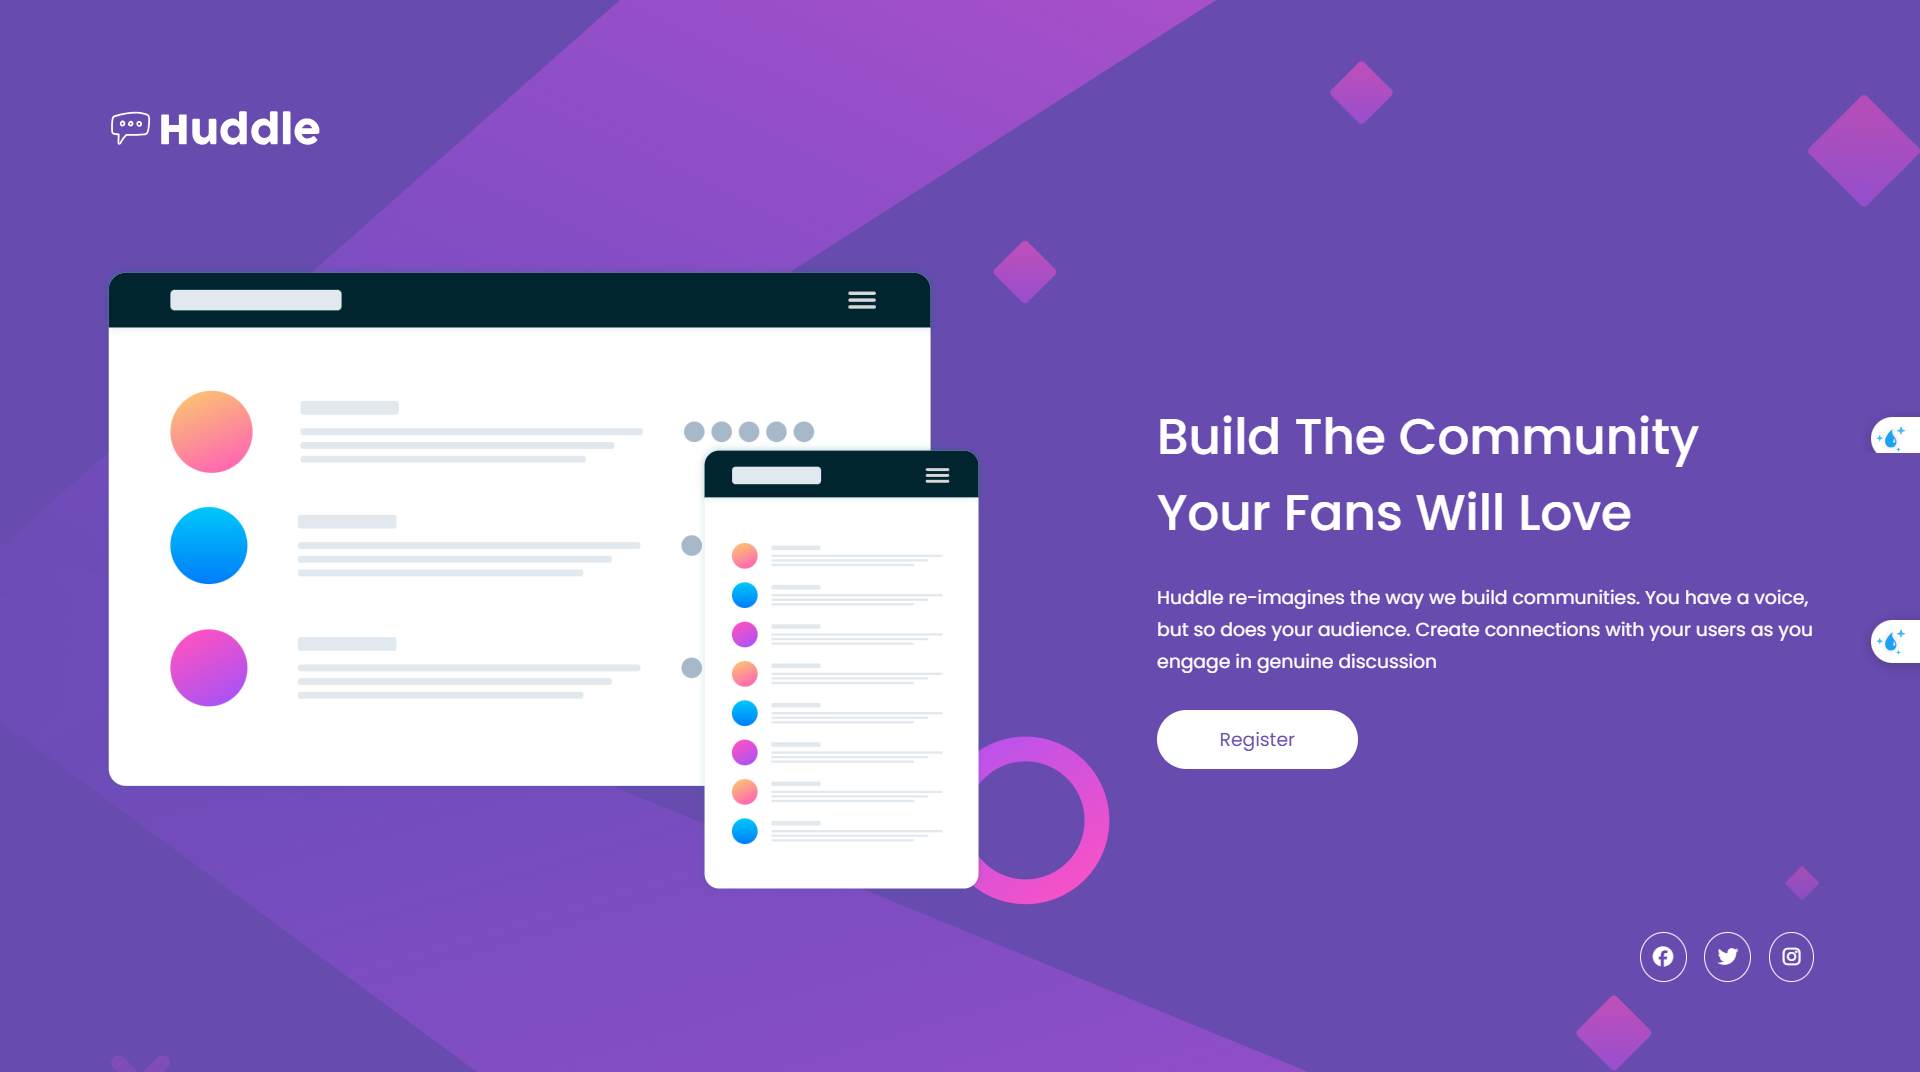 Huddle
Build The Community
Your Fans Will Love
Huddle re-imagines the way we build communities. You have a voice,
but so does your audience. Create connections with your users as you
engage in genuine discussion
Register